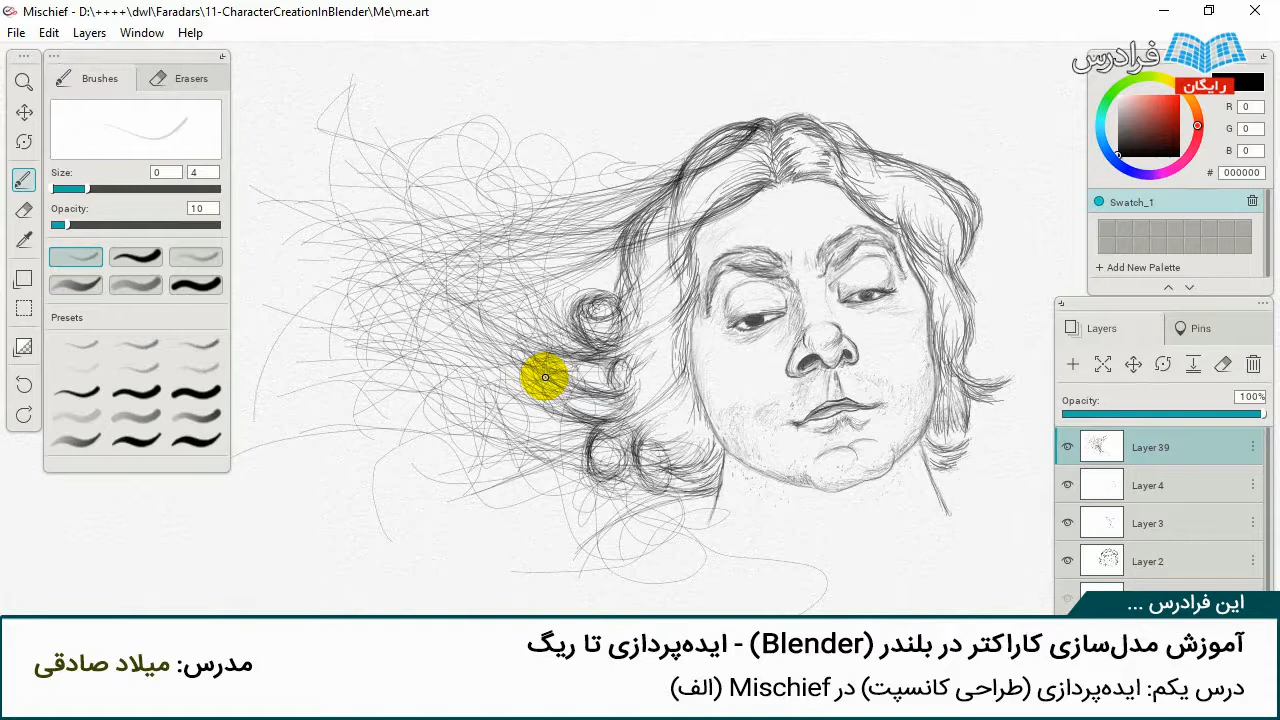 Mischief - D:\++++\dwl\Faradars\11-CharacterCreationInBlender\Me\me.art
File Edit Layers Window Help
فرادرس
رایگان
Brushes Erasers
Size: 0 4
Opacity: 10
Presets
R 0
G 0
B 0
# 000000
Swatch_1
+ Add New Palette
Layers Pins
Opacity: 100%
Layer 39
Layer 4
Layer 3
Layer 2
این فرادرس ...
آموزش مدل‌سازی کاراکتر در بلندر (Blender) - ایده‌پردازی تا ریگ
درس یکم: ایده‌پردازی (طراحی کانسپت) در Mischief (الف)
مدرس: میلاد صادقی